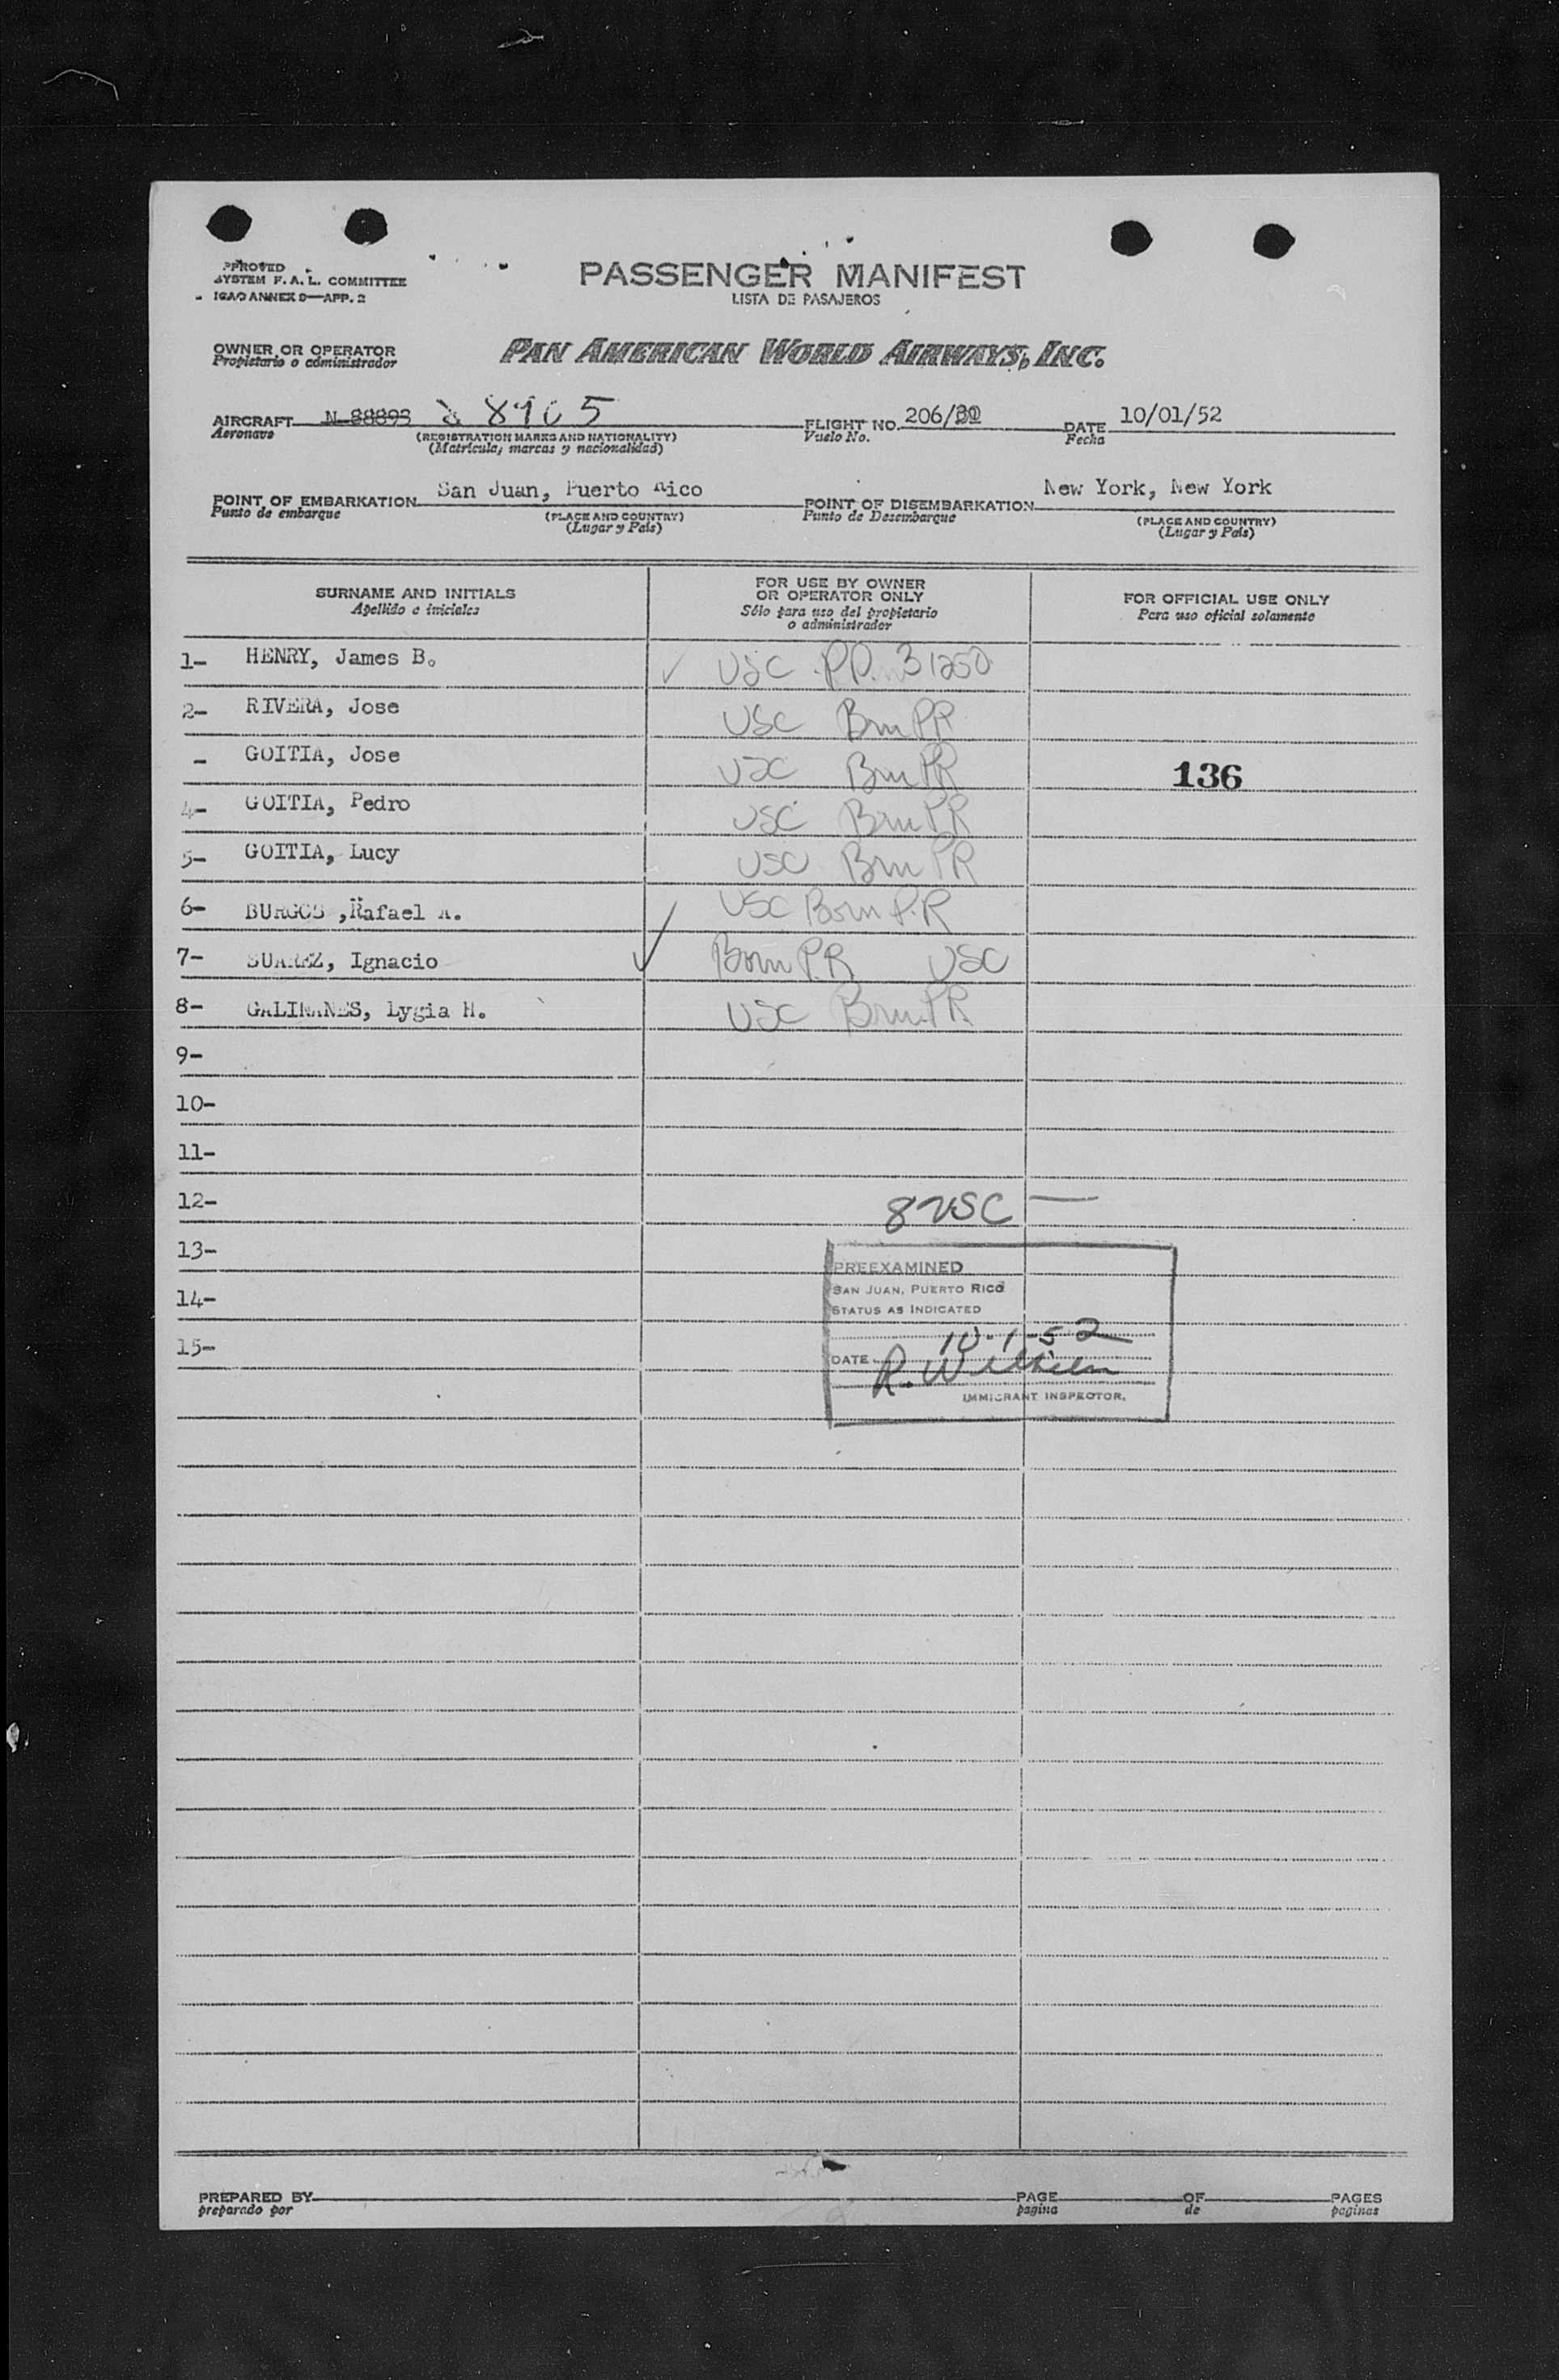 PPROVED
SYSTEM F. A. L. COMMITTEE
ICAO ANNEX 9—APP. 2
PASSENGER MANIFEST
LISTA DE PASAJEROS
OWNER OR OPERATOR
Propietario o administrador
PAN AMERICAN WORLD AIRWAYS, INC.
AIRCRAFT N-88893 8905 FLIGHT NO. 206/30 DATE 10/01/52
Aeronave (REGISTRATION MARKS AND NATIONALITY) Vuelo No. Fecha
(Matricula, marcas y nacionalidad)
POINT OF EMBARKATION San Juan, Puerto Rico POINT OF DISEMBARKATION New York, New York
Punto de embarque (PLACE AND COUNTRY) Punto de Desembarque (PLACE AND COUNTRY)
(Lugar y País) (Lugar y País)
SURNAME AND INITIALS FOR USE BY OWNER OR OPERATOR ONLY FOR OFFICIAL USE ONLY
Apellido e iniciales Sólo para uso del propietario o administrador Para uso oficial solamente
1- HENRY, James B. ✓ USC P.P. 31250
2- RIVERA, Jose USC Born PR
- GOITIA, Jose USC Born PR 136
4- GOITIA, Pedro USC Born PR
5- GOITIA, Lucy USC Born PR
6- BURGOS ,Rafael A. USC Born P.R
7- SUAREZ, Ignacio ✓ Born P.R USC
8- GALINANES, Lygia H. USC Born PR
9-
10-
11-
12- 8 USC —
13-
PREEXAMINED
SAN JUAN, PUERTO RICO
14-
STATUS AS INDICATED
15-
10-1-52
DATE R. Wilhelm
IMMIGRANT INSPECTOR.
PREPARED BY PAGE OF PAGES
preparado por pagina de paginas